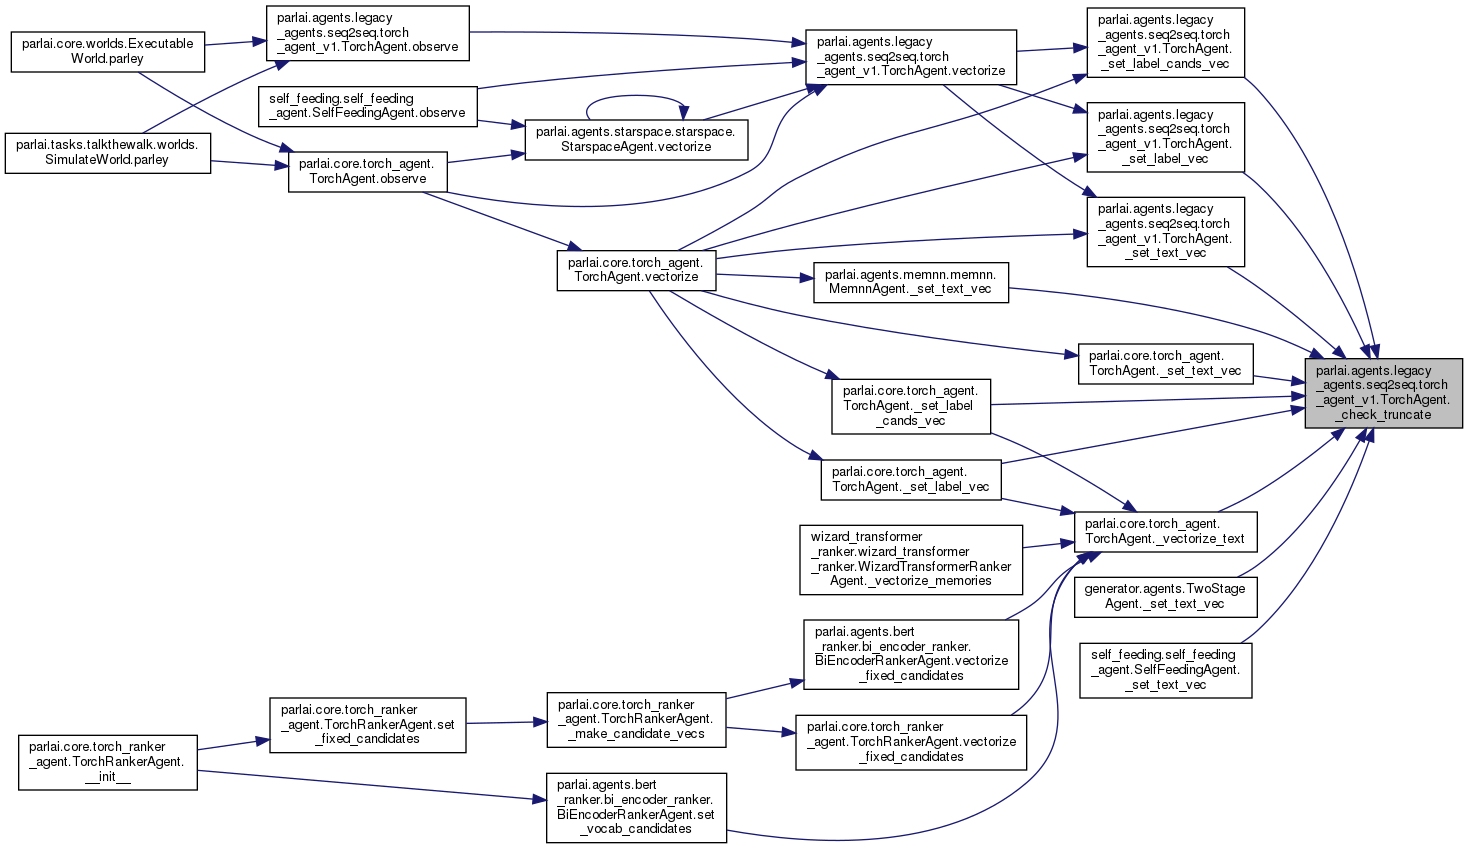 parlai.core.worlds.Executable
World.parley
parlai.tasks.talkthewalk.worlds.
SimulateWorld.parley
parlai.agents.legacy
_agents.seq2seq.torch
_agent_v1.TorchAgent.observe
self_feeding.self_feeding
_agent.SelfFeedingAgent.observe
parlai.core.torch_agent.
TorchAgent.observe
parlai.agents.starspace.starspace.
StarspaceAgent.vectorize
parlai.agents.legacy
_agents.seq2seq.torch
_agent_v1.TorchAgent.vectorize
parlai.core.torch_agent.
TorchAgent.vectorize
parlai.agents.legacy
_agents.seq2seq.torch
_agent_v1.TorchAgent.
_set_label_cands_vec
parlai.agents.legacy
_agents.seq2seq.torch
_agent_v1.TorchAgent.
_set_label_vec
parlai.agents.legacy
_agents.seq2seq.torch
_agent_v1.TorchAgent.
_set_text_vec
parlai.agents.memnn.memnn.
MemnnAgent._set_text_vec
parlai.core.torch_agent.
TorchAgent._set_text_vec
parlai.core.torch_agent.
TorchAgent._set_label
_cands_vec
parlai.core.torch_agent.
TorchAgent._set_label_vec
parlai.agents.legacy
_agents.seq2seq.torch
_agent_v1.TorchAgent.
_check_truncate
parlai.core.torch_agent.
TorchAgent._vectorize_text
wizard_transformer
_ranker.wizard_transformer
_ranker.WizardTransformerRanker
Agent._vectorize_memories
generator.agents.TwoStage
Agent._set_text_vec
self_feeding.self_feeding
_agent.SelfFeedingAgent.
_set_text_vec
parlai.agents.bert
_ranker.bi_encoder_ranker.
BiEncoderRankerAgent.vectorize
_fixed_candidates
parlai.core.torch_ranker
_agent.TorchRankerAgent.vectorize
_fixed_candidates
parlai.core.torch_ranker
_agent.TorchRankerAgent.
_make_candidate_vecs
parlai.core.torch_ranker
_agent.TorchRankerAgent.set
_fixed_candidates
parlai.core.torch_ranker
_agent.TorchRankerAgent.
__init__
parlai.agents.bert
_ranker.bi_encoder_ranker.
BiEncoderRankerAgent.set
_vocab_candidates